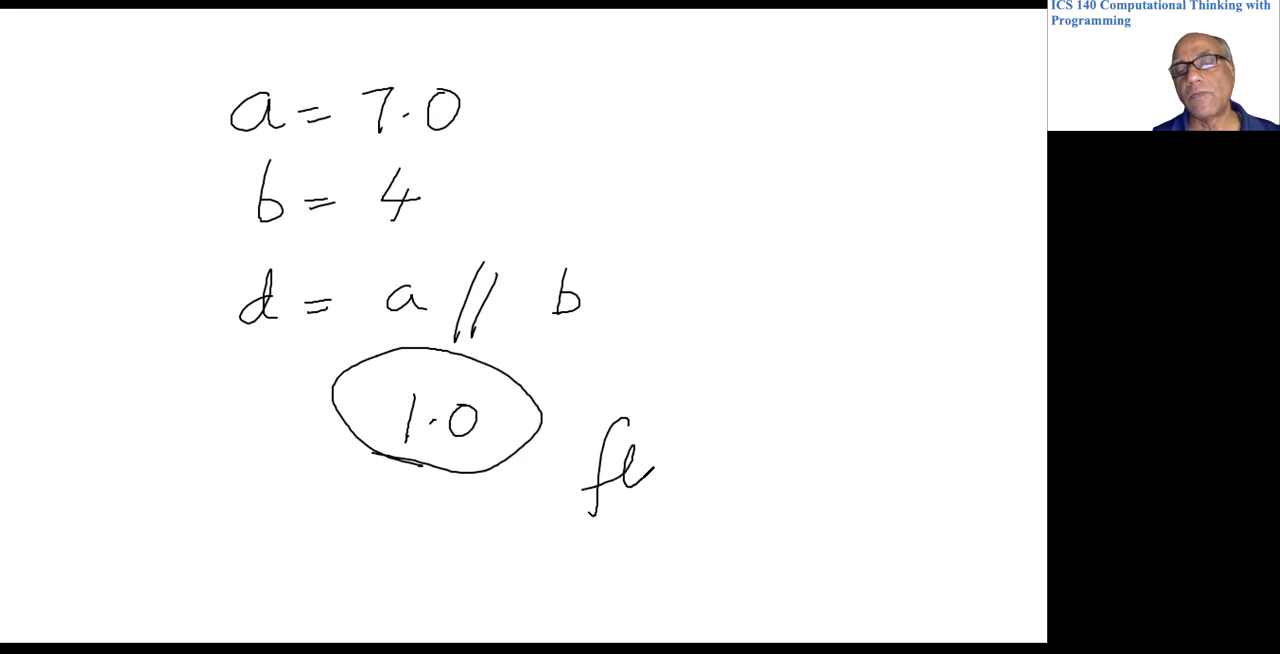 ICS 140 Computational Thinking with
Programming
a = 7.0
b = 4
d = a // b
1.0
fl